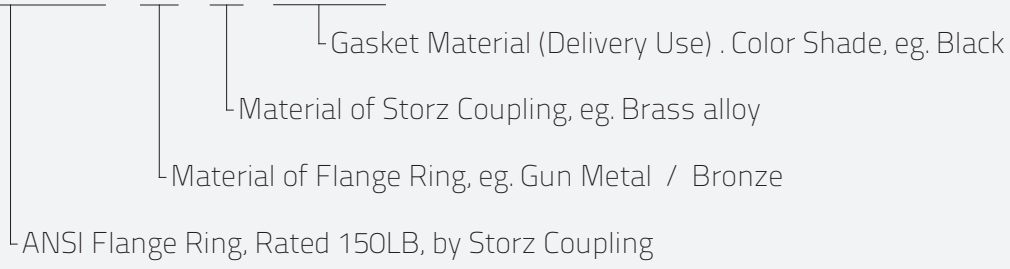 Gasket Material (Delivery Use) . Color Shade, eg. Black
Material of Storz Coupling, eg. Brass alloy
Material of Flange Ring, eg. Gun Metal / Bronze
ANSI Flange Ring, Rated 150LB, by Storz Coupling